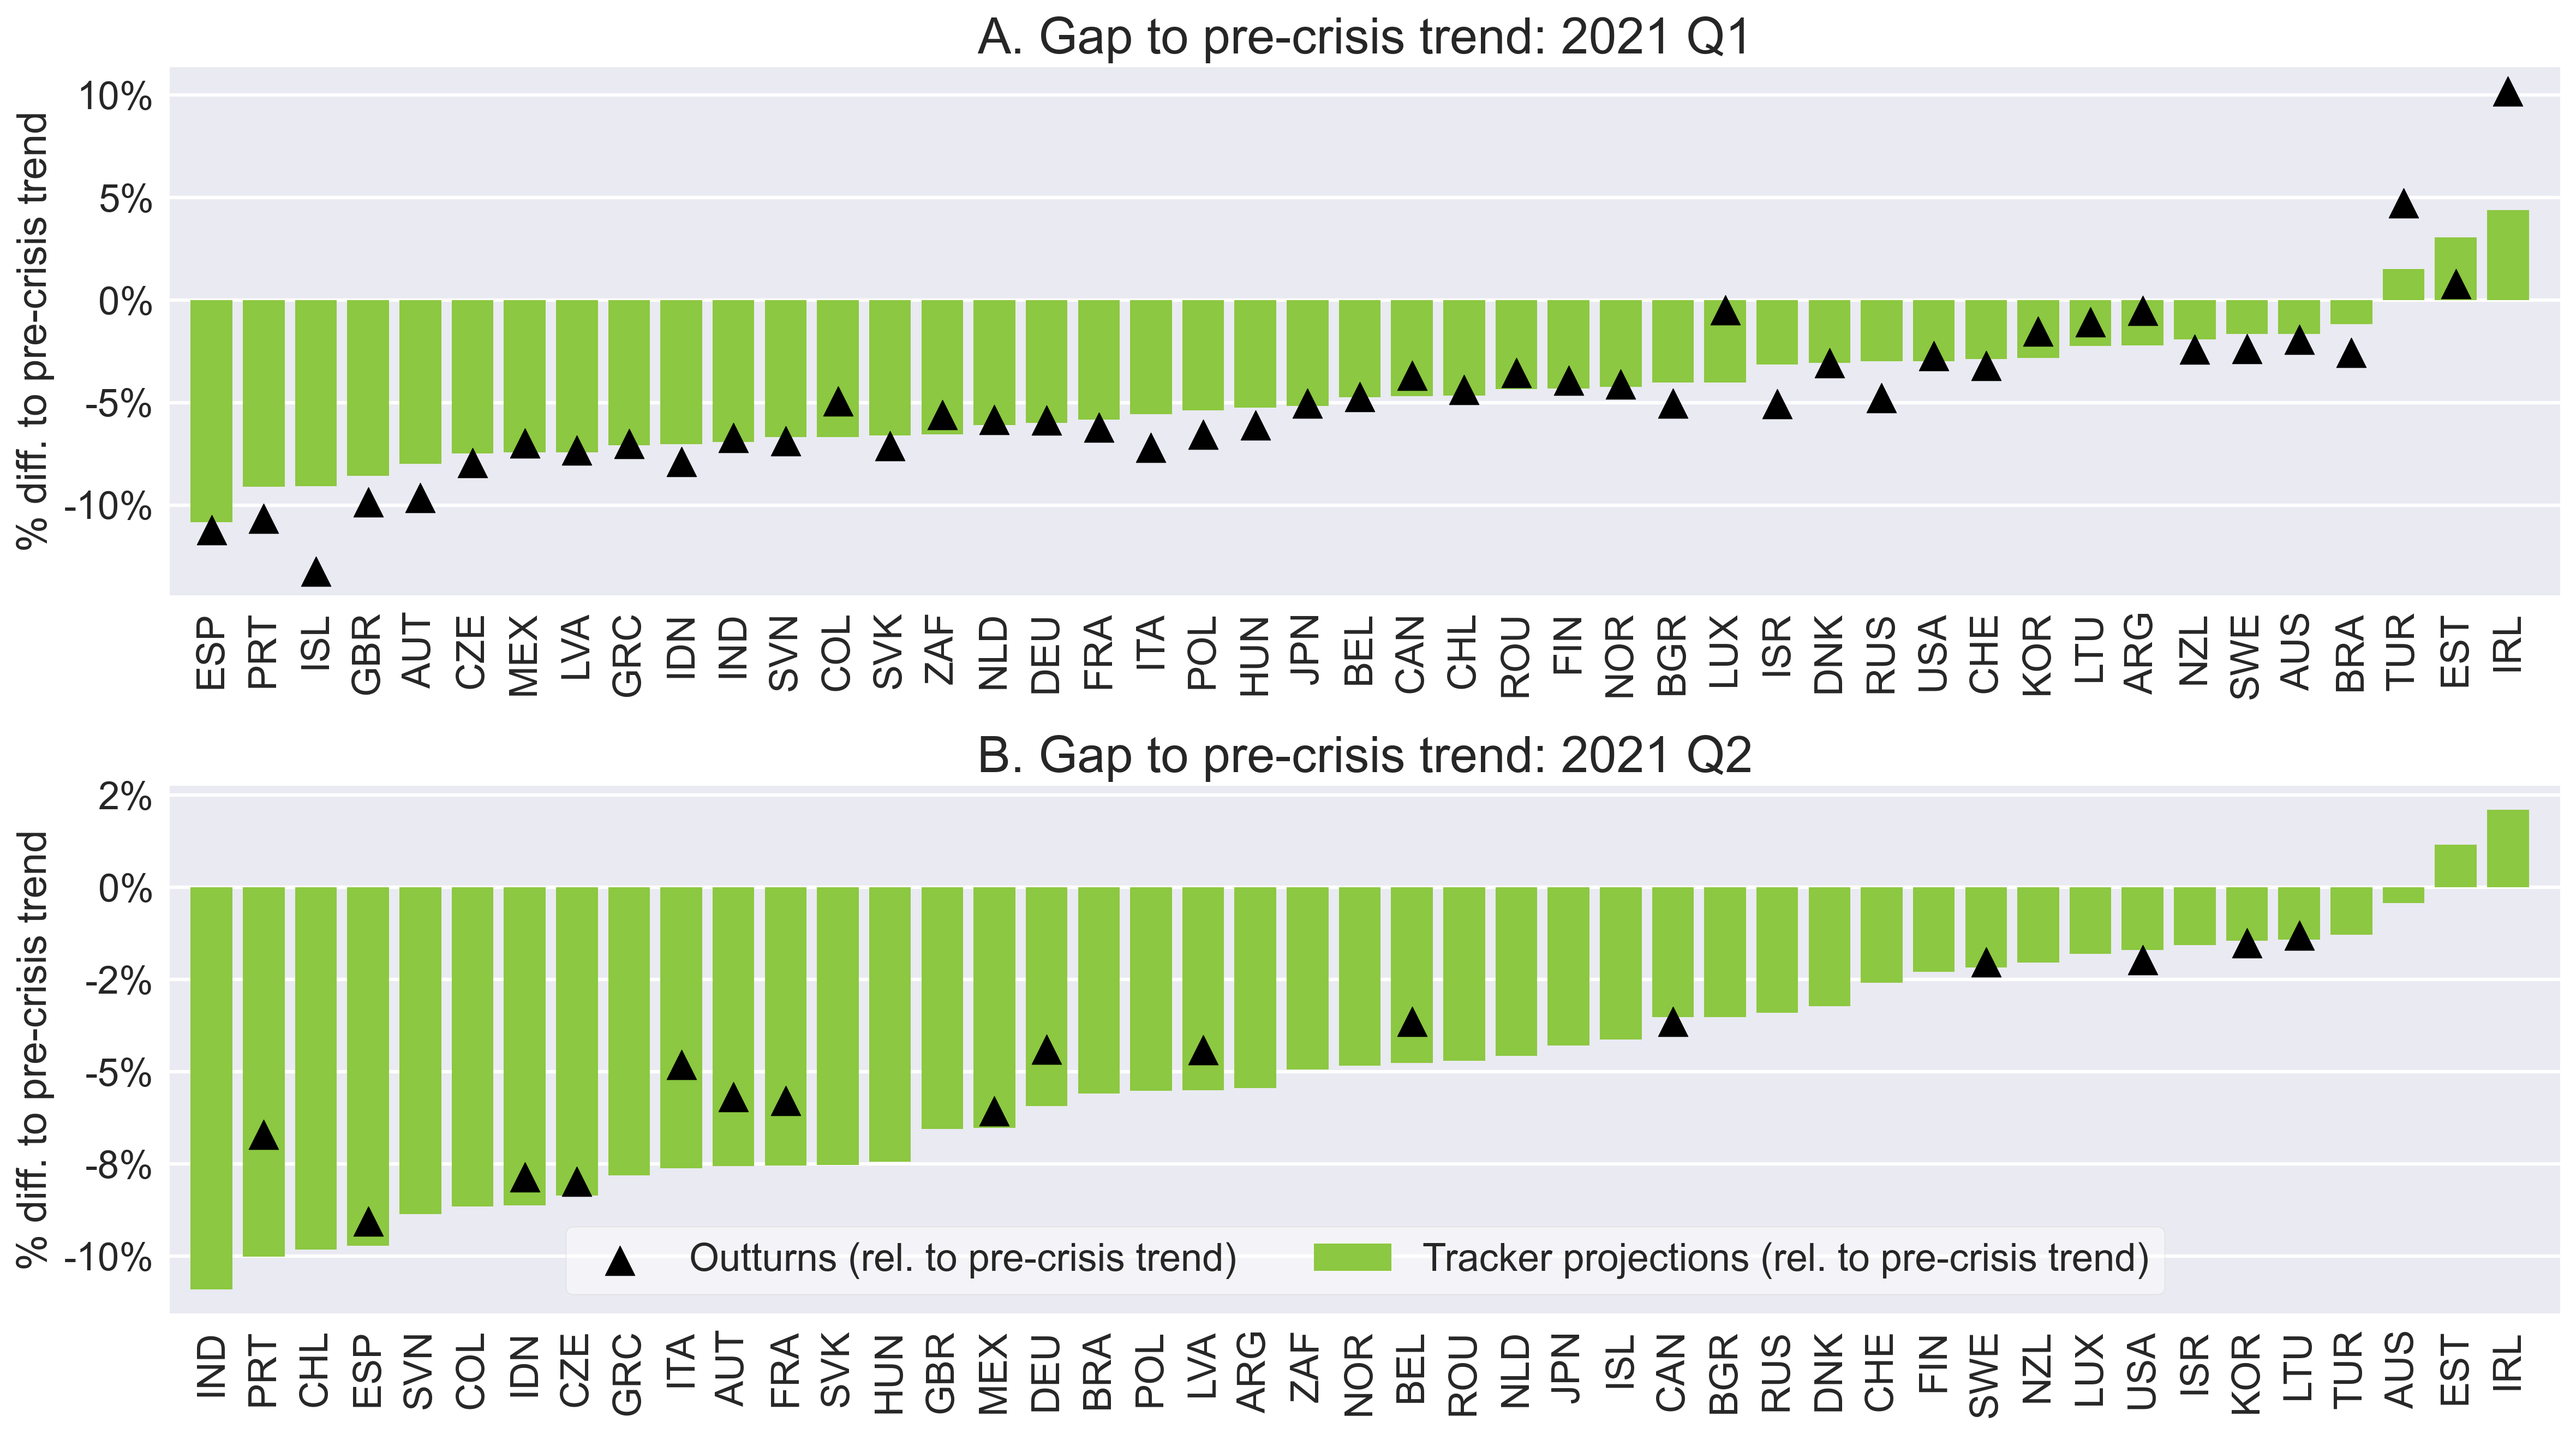 A. Gap to pre-crisis trend: 2021 Q1
% diff. to pre-crisis trend
10%
5%
0%
-5%
-10%
ESP PRT ISL GBR AUT CZE MEX LVA GRC IDN IND SVN COL SVK ZAF NLD DEU FRA ITA POL HUN JPN BEL CAN CHL ROU FIN NOR BGR LUX ISR DNK RUS USA CHE KOR LTU ARG NZL SWE AUS BRA TUR EST IRL
B. Gap to pre-crisis trend: 2021 Q2
% diff. to pre-crisis trend
2%
0%
-2%
-5%
-8%
-10%
Outturns (rel. to pre-crisis trend) Tracker projections (rel. to pre-crisis trend)
IND PRT CHL ESP SVN COL IDN CZE GRC ITA AUT FRA SVK HUN GBR MEX DEU BRA POL LVA ARG ZAF NOR BEL ROU NLD JPN ISL CAN BGR RUS DNK CHE FIN SWE NZL LUX USA ISR KOR LTU TUR AUS EST IRL